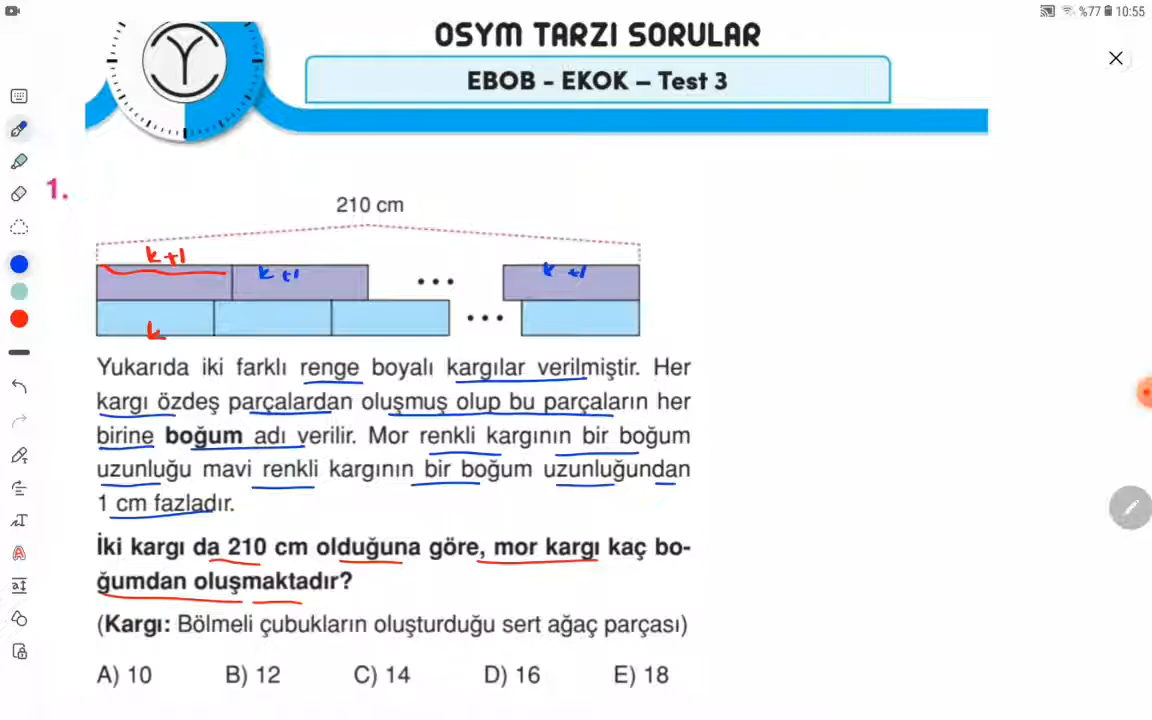 %77 10:55
OSYM TARZI SORULAR
EBOB - EKOK – Test 3
1.
210 cm
k+1
k+1
k+1
k
Yukarıda iki farklı renge boyalı kargılar verilmiştir. Her
kargı özdeş parçalardan oluşmuş olup bu parçaların her
birine boğum adı verilir. Mor renkli kargının bir boğum
uzunluğu mavi renkli kargının bir boğum uzunluğundan
1 cm fazladır.
İki kargı da 210 cm olduğuna göre, mor kargı kaç bo-
ğumdan oluşmaktadır?
(Kargı: Bölmeli çubukların oluşturduğu sert ağaç parçası)
A) 10 B) 12 C) 14 D) 16 E) 18